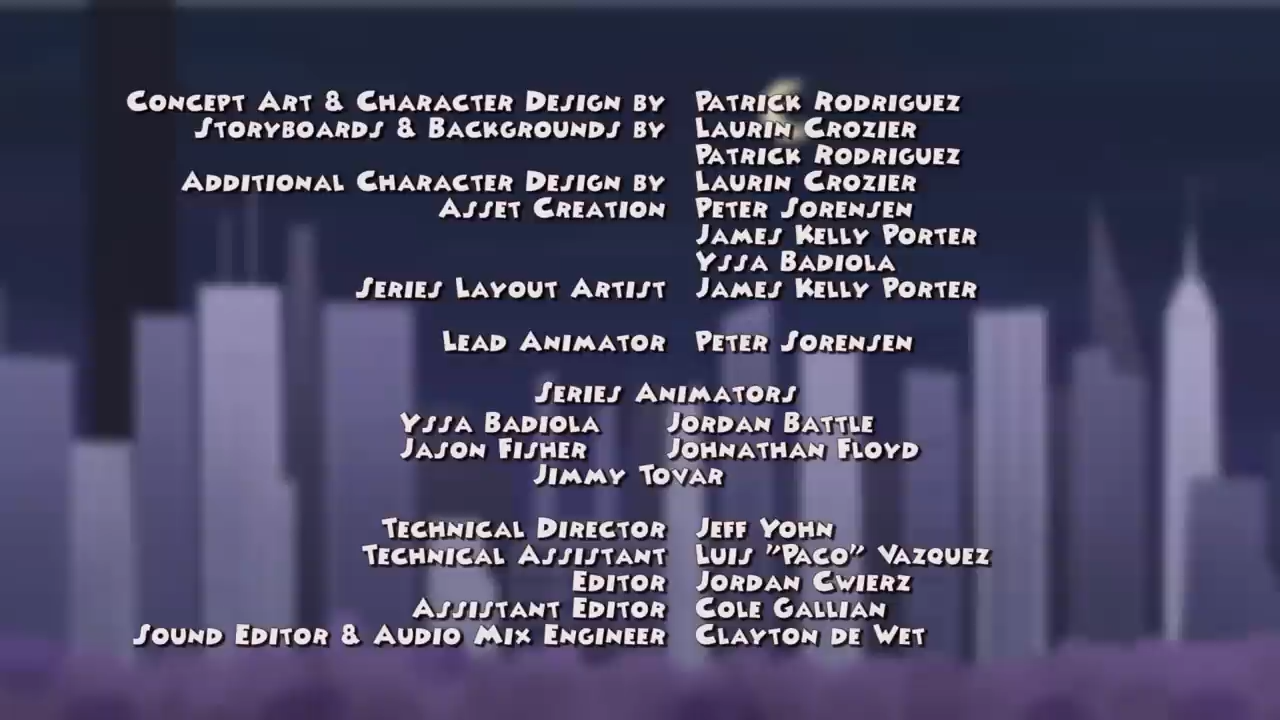 Concept Art & Character Design by Patrick Rodriguez
Storyboards & Backgrounds by Laurin Crozier
Patrick Rodriguez
Additional Character Design by Laurin Crozier
Asset Creation Peter Sorensen
James Kelly Porter
Yssa Badiola
Series Layout Artist James Kelly Porter
Lead Animator Peter Sorensen
Series Animators
Yssa Badiola Jordan Battle
Jason Fisher Johnathan Floyd
Jimmy Tovar
Technical Director Jeff Yohn
Technical Assistant Luis "Paco" Vazquez
Editor Jordan Cwierz
Assistant Editor Cole Gallian
Sound Editor & Audio Mix Engineer Clayton de Wet